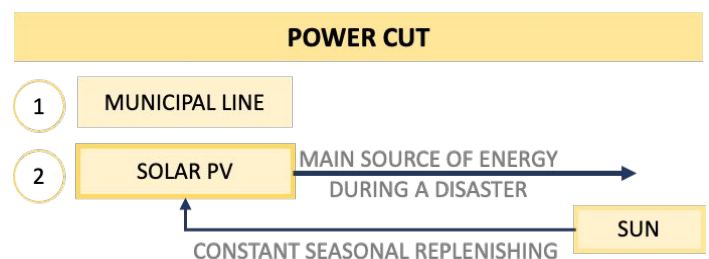 POWER CUT
1
MUNICIPAL LINE
2
SOLAR PV
MAIN SOURCE OF ENERGY
DURING A DISASTER
SUN
CONSTANT SEASONAL REPLENISHING